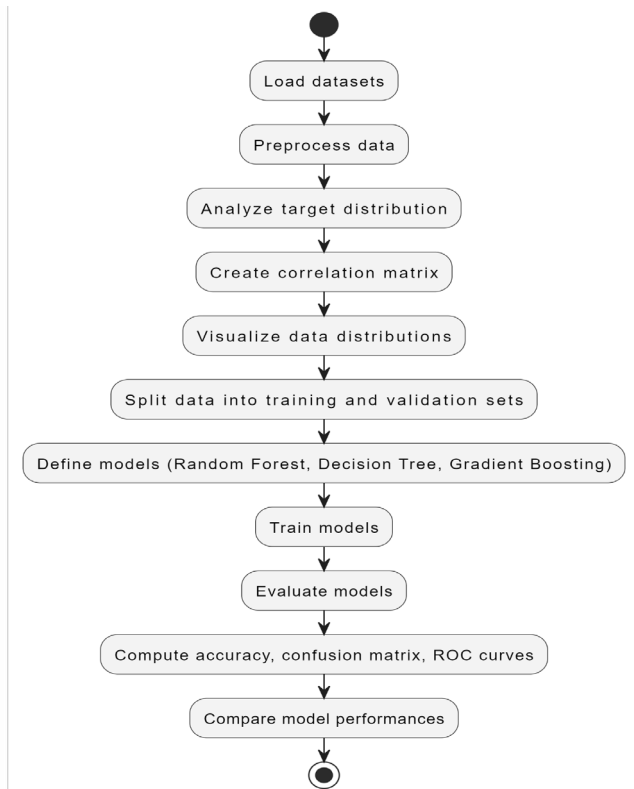 Load datasets
Preprocess data
Analyze target distribution
Create correlation matrix
Visualize data distributions
Split data into training and validation sets
Define models (Random Forest, Decision Tree, Gradient Boosting)
Train models
Evaluate models
Compute accuracy, confusion matrix, ROC curves
Compare model performances